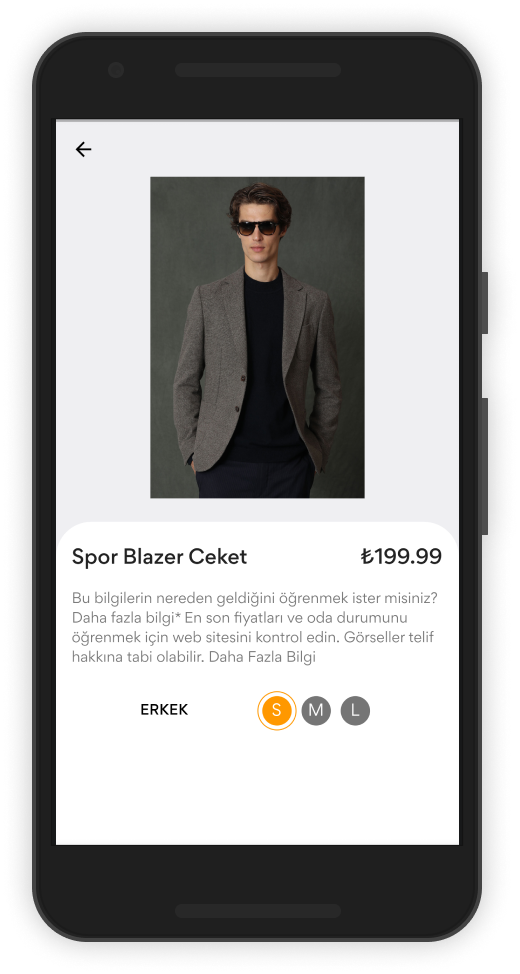 Spor Blazer Ceket ₺199.99
Bu bilgilerin nereden geldiğini öğrenmek ister misiniz?
Daha fazla bilgi* En son fiyatları ve oda durumunu
öğrenmek için web sitesini kontrol edin. Görseller telif
hakkına tabi olabilir. Daha Fazla Bilgi
ERKEK S M L